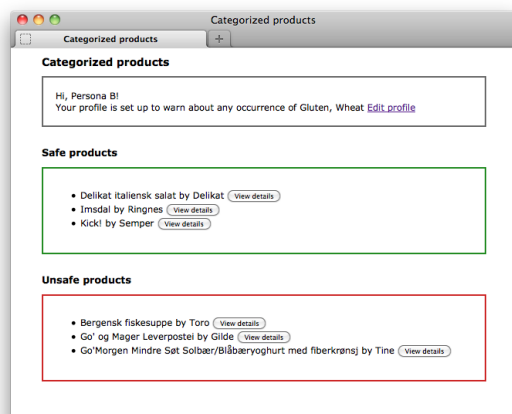 Categorized products
Categorized products
Categorized products
Hi, Persona B!
Your profile is set up to warn about any occurrence of Gluten, Wheat Edit profile
Safe products
• Delikat italiensk salat by Delikat View details
• Imsdal by Ringnes View details
• Kick! by Semper View details
Unsafe products
• Bergensk fiskesuppe by Toro View details
• Go' og Mager Leverpostei by Gilde View details
• Go'Morgen Mindre Søt Solbær/Blåbæryoghurt med fiberkrønsj by Tine View details